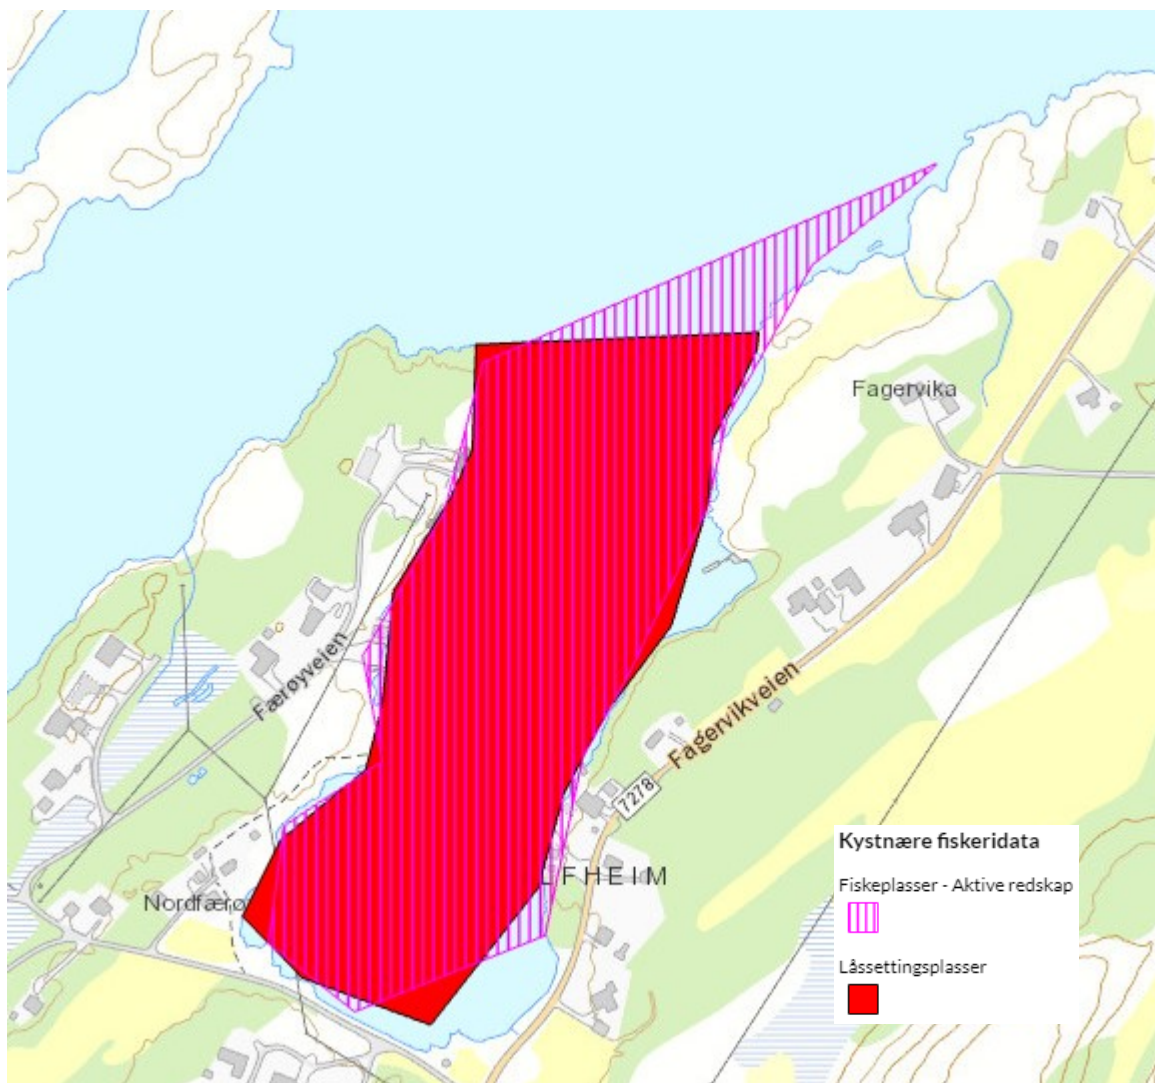 Fagervika
Færøyveien
Fagervikveien
7278
LFHEIM
Nordfærø
Kystnære fiskeridata
Fiskeplasser - Aktive redskap
Låssettingsplasser